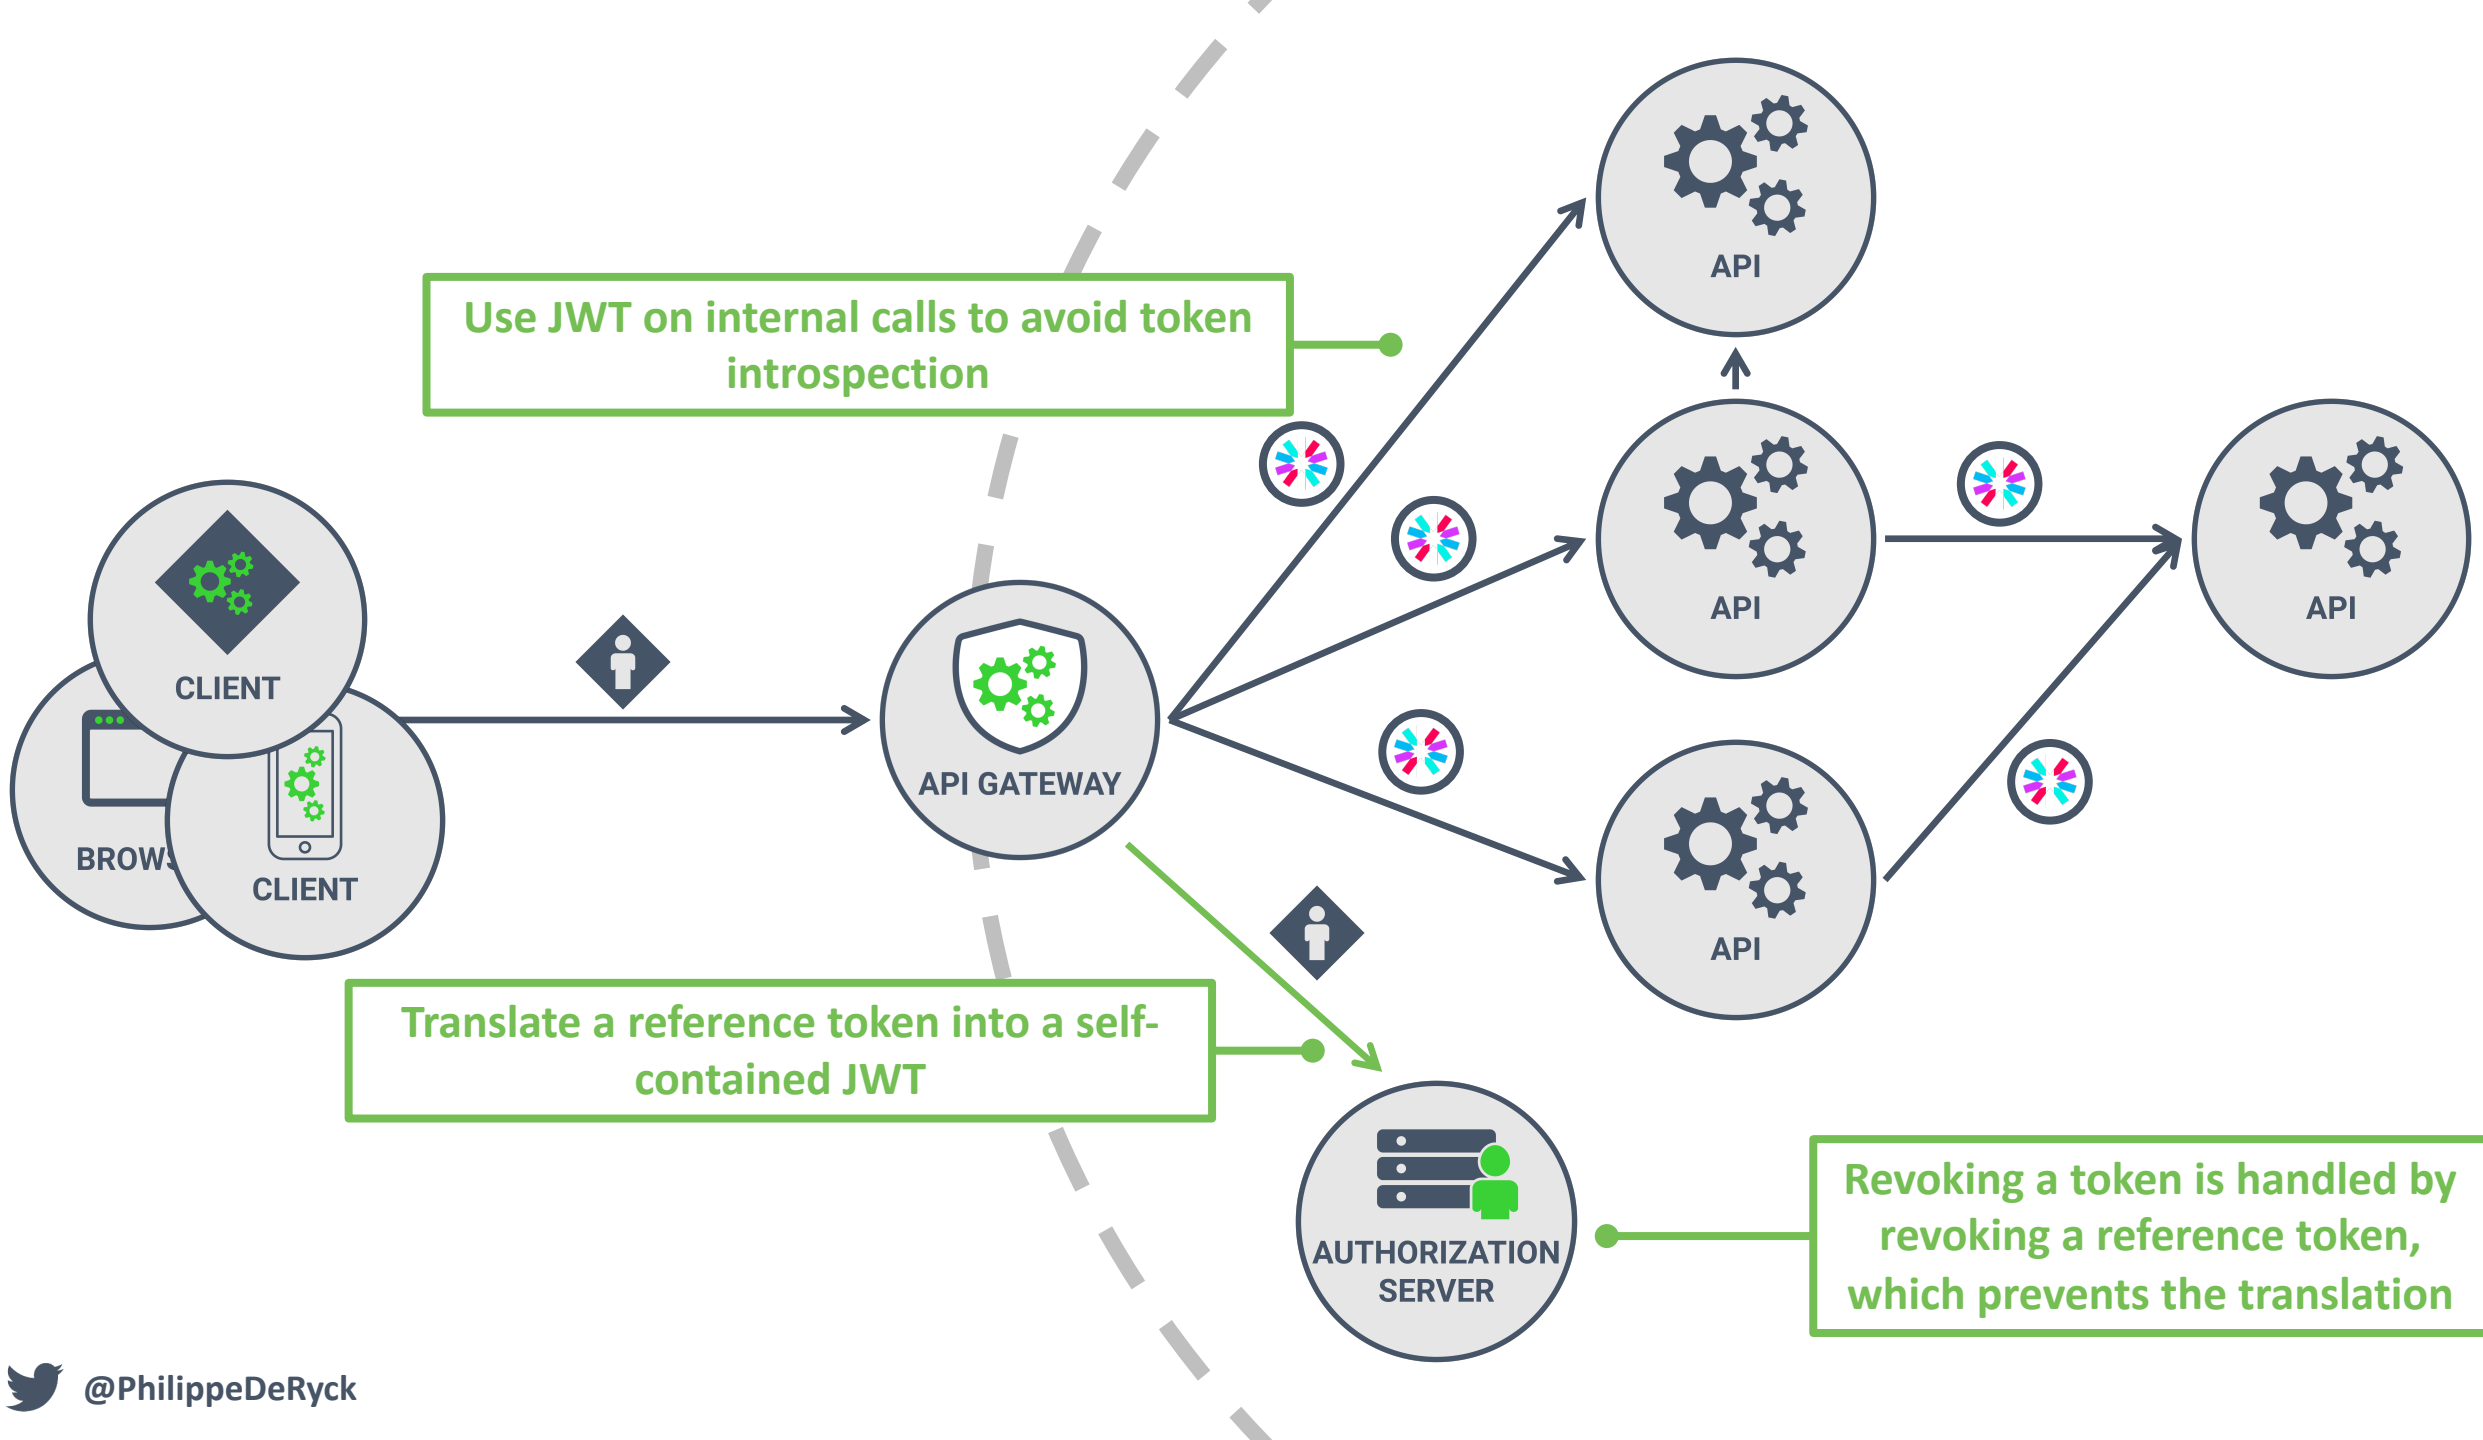 API
Use JWT on internal calls to avoid token
introspection
API
API
CLIENT
API GATEWAY
BROWS
CLIENT
API
Translate a reference token into a self-
contained JWT
AUTHORIZATION
SERVER
Revoking a token is handled by
revoking a reference token,
which prevents the translation
@PhilippeDeRyck